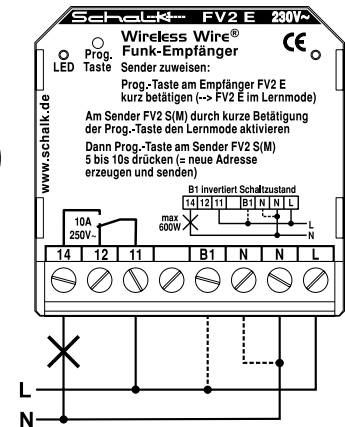 Schalk FV2 E 230V~
Wireless Wire®
Funk-Empfänger
CE
LED
Prog.
Taste
Sender zuweisen:
Prog.-Taste am Empfänger FV2 E
kurz betätigen (--> FV2 E im Lernmode)
Am Sender FV2 S(M) durch kurze Betätigung
der Prog.-Taste den Lernmode aktivieren
Dann Prog.-Taste am Sender FV2 S(M)
5 bis 10s drücken (= neue Adresse
erzeugen und senden)
www.schalk.de
B1 invertiert Schaltzustand
14 12 11 B1 N N L
max
600W
L
N
10A
250V~
14 12 11 B1 N N L
L
N